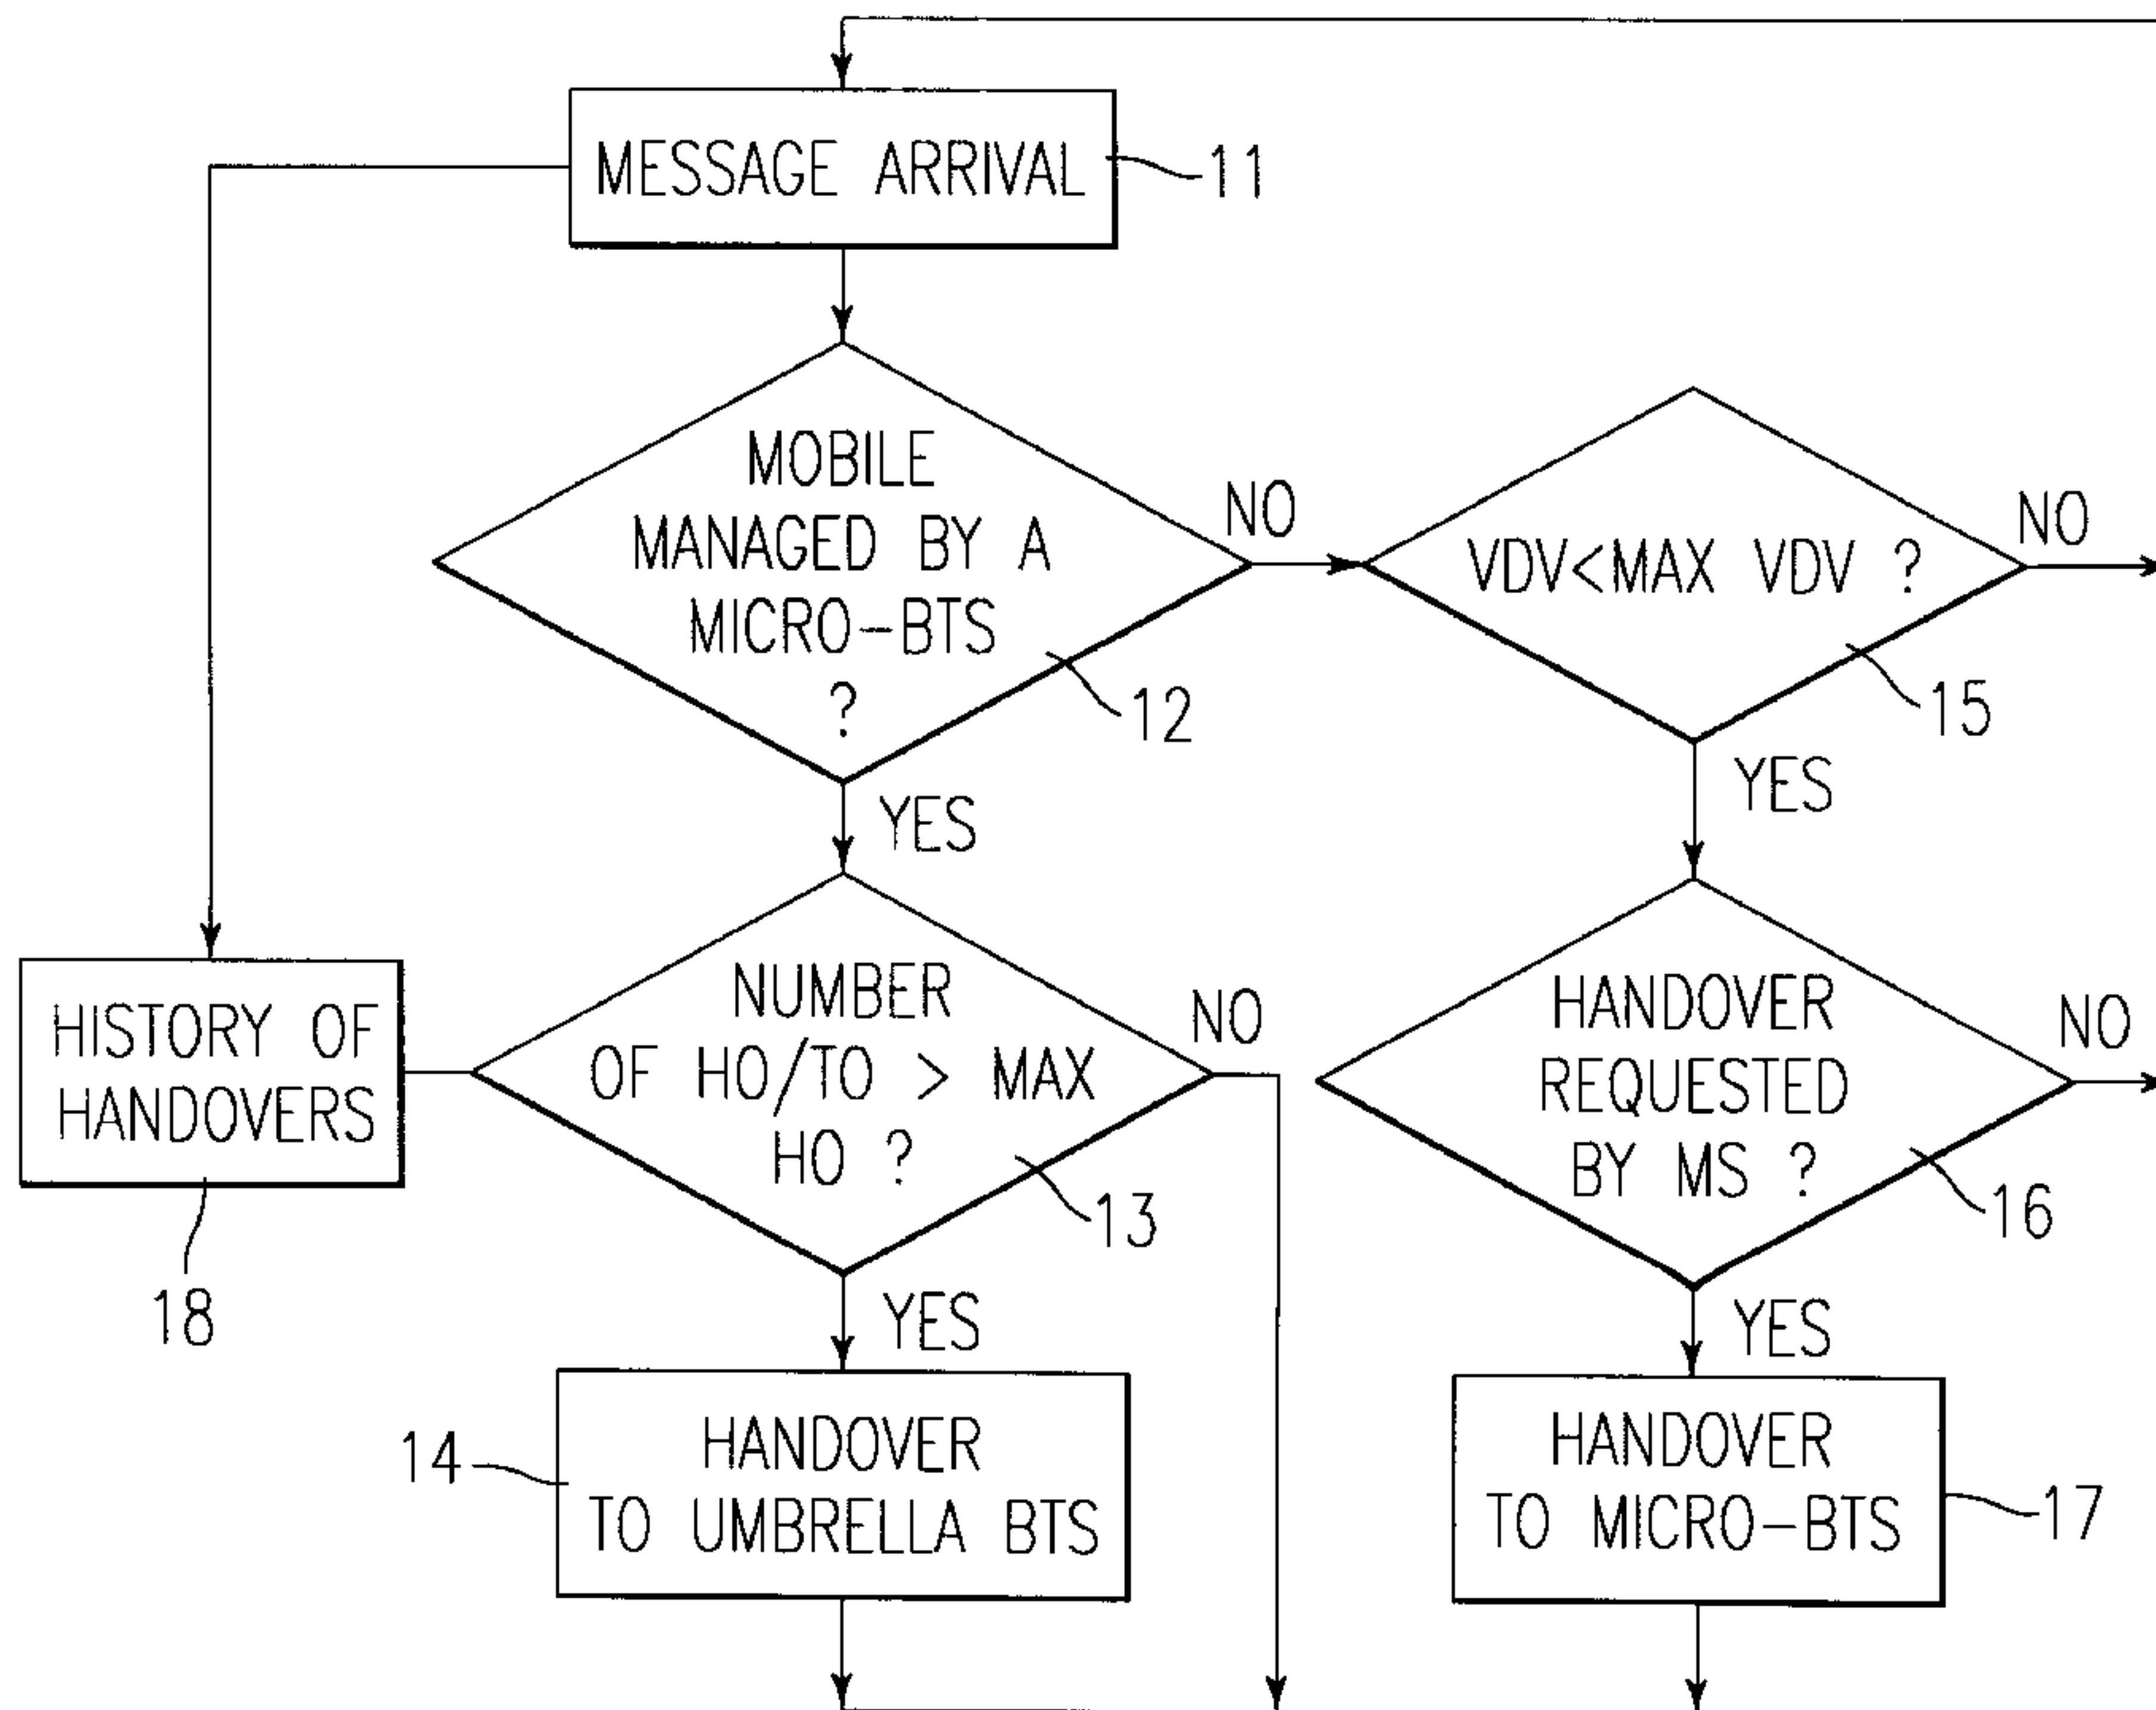 MESSAGE ARRIVAL
11
MOBILE
MANAGED BY A
MICRO-BTS
?
12
NO
VDV<MAX VDV ?
NO
15
YES
YES
HISTORY OF
HANDOVERS
18
NUMBER
OF HO/TO > MAX
HO ?
NO
13
HANDOVER
REQUESTED
BY MS ?
NO
16
YES
YES
14
HANDOVER
TO UMBRELLA BTS
HANDOVER
TO MICRO-BTS
17